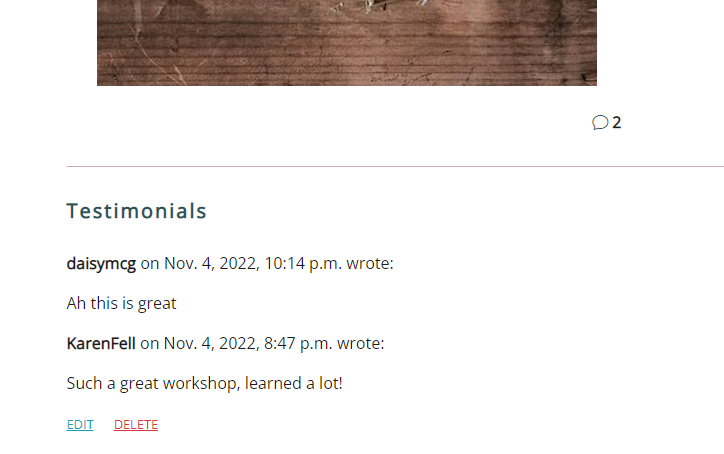 2
Testimonials
daisymcg on Nov. 4, 2022, 10:14 p.m. wrote:
Ah this is great
KarenFell on Nov. 4, 2022, 8:47 p.m. wrote:
Such a great workshop, learned a lot!
EDIT DELETE